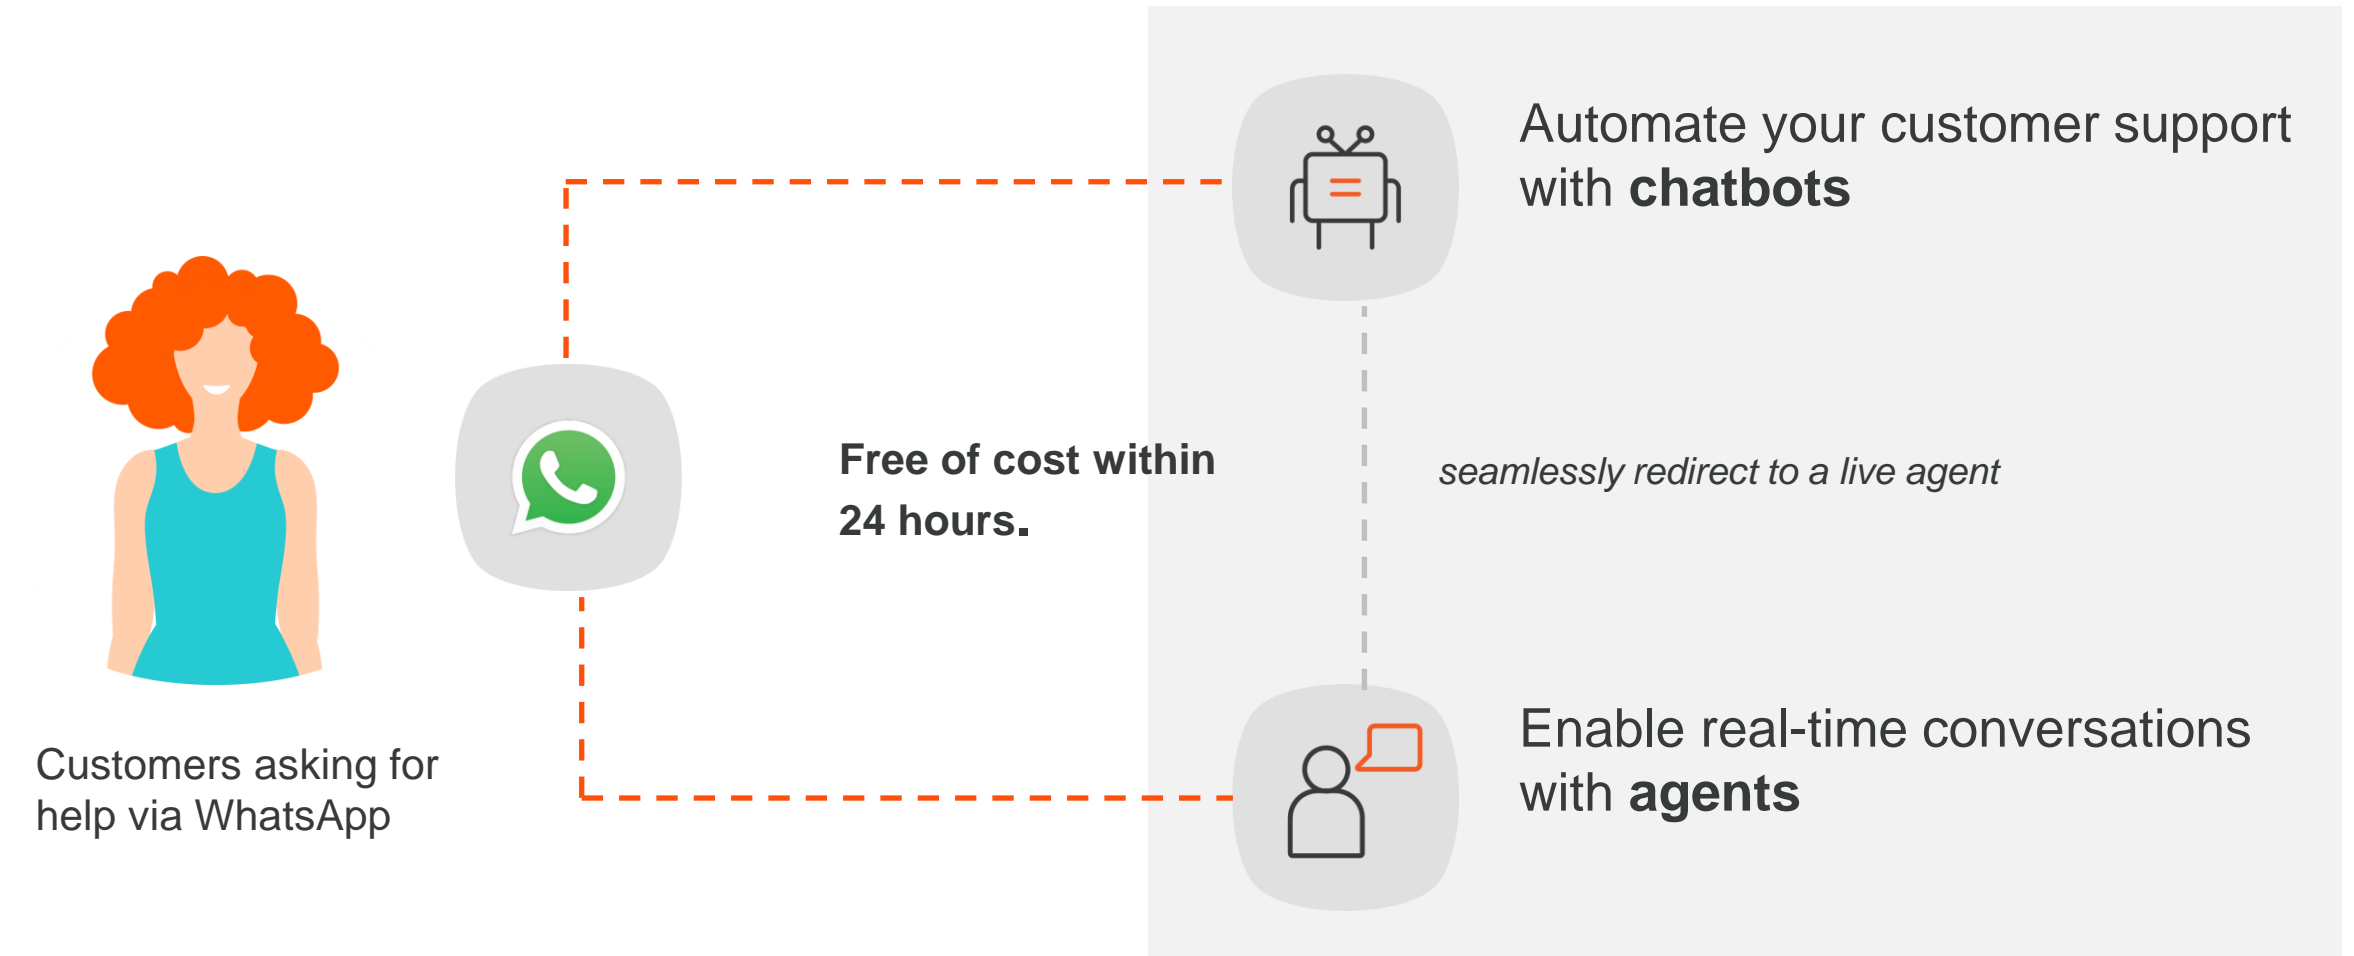 Automate your customer support
with chatbots
Free of cost within
24 hours.
seamlessly redirect to a live agent
Customers asking for
help via WhatsApp
Enable real-time conversations
with agents